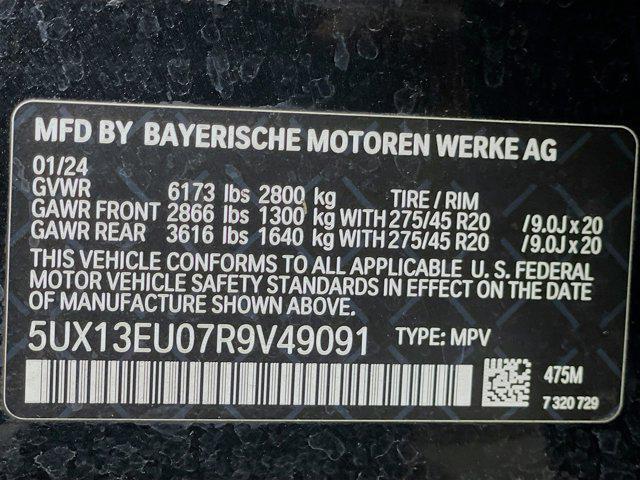 MFD BY BAYERISCHE MOTOREN WERKE AG
01/24
GVWR 6173 lbs 2800 kg TIRE / RIM
GAWR FRONT 2866 lbs 1300 kg WITH 275/45 R20 /9.0J x 20
GAWR REAR 3616 lbs 1640 kg WITH 275/45 R20 /9.0J x 20
THIS VEHICLE CONFORMS TO ALL APPLICABLE U. S. FEDERAL
MOTOR VEHICLE SAFETY STANDARDS IN EFFECT ON THE DATE
OF MANUFACTURE SHOWN ABOVE.
5UX13EU07R9V49091 TYPE: MPV
475M
7 320 729